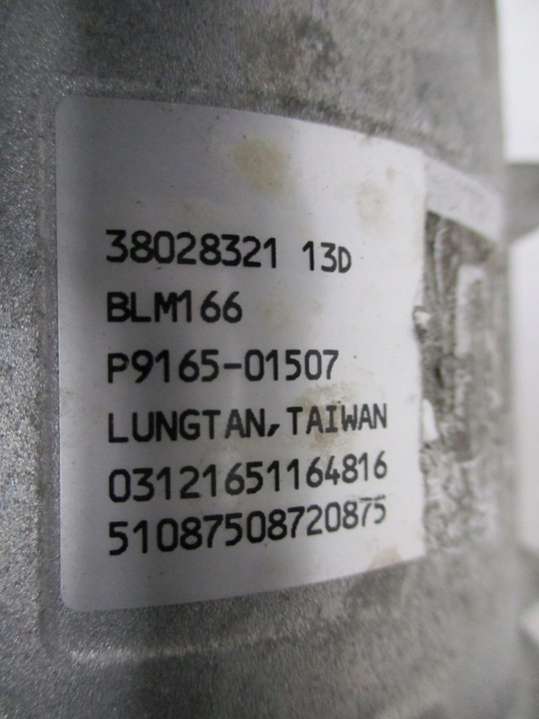 38028321 13D
BLM166
P9165-01507
LUNGTAN, TAIWAN
03121651164816
51087508720875